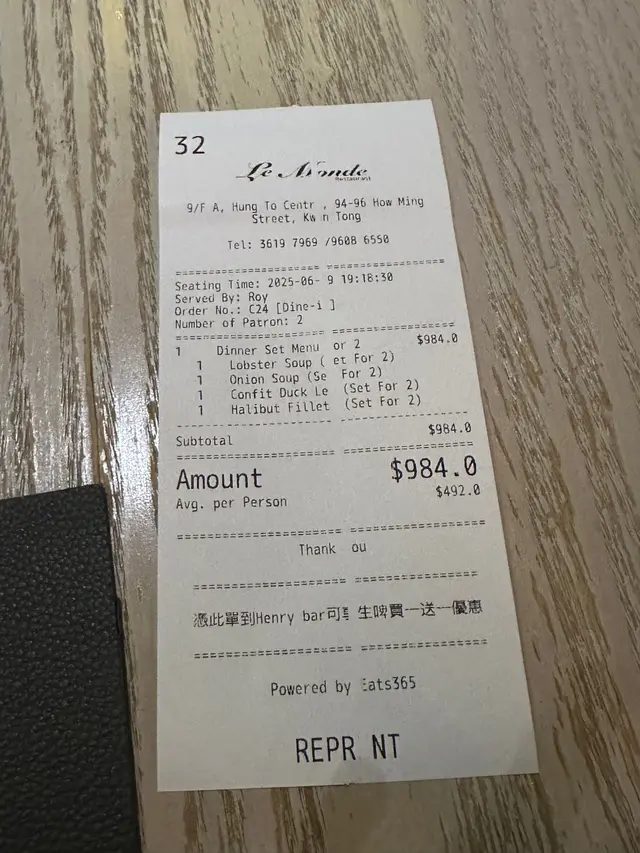 32
Le Monde
Restaurant
9/F A, Hung To Centr , 94-96 How Ming
Street, Kw n Tong
Tel: 3619 7969 /9608 6550
Seating Time: 2025-06- 9 19:18:30
Served By: Roy
Order No.: C24 [Dine-i ]
Number of Patron: 2
1 Dinner Set Menu or 2 $984.0
1 Lobster Soup ( et For 2)
1 Onion Soup (Se For 2)
1 Confit Duck Le (Set For 2)
1 Halibut Fillet (Set For 2)
Subtotal $984.0
Amount $984.0
Avg. per Person $492.0
Thank ou
憑此單到Henry bar可 生啤買一送一優惠
Powered by Eats365
REPR NT